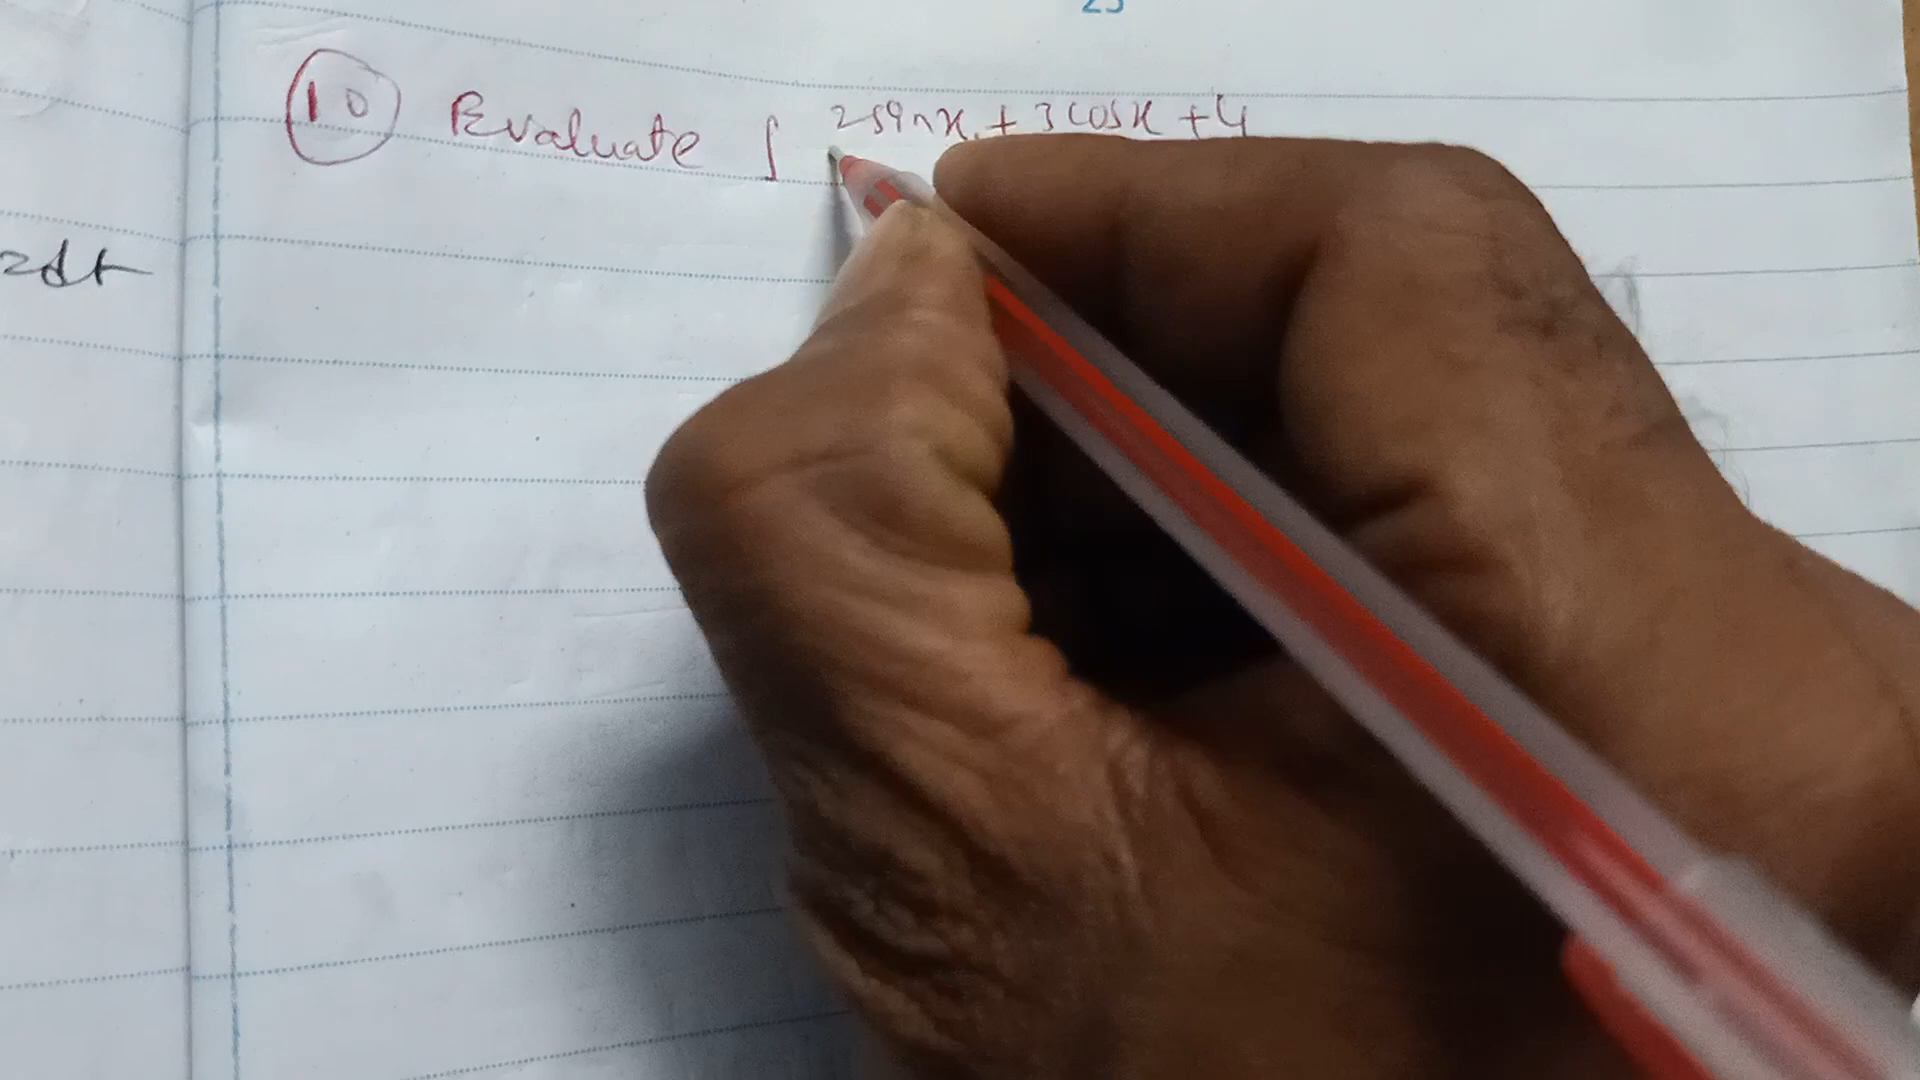 25
10 Evaluate ∫ 2sinx + 3cosx + 4
2dt